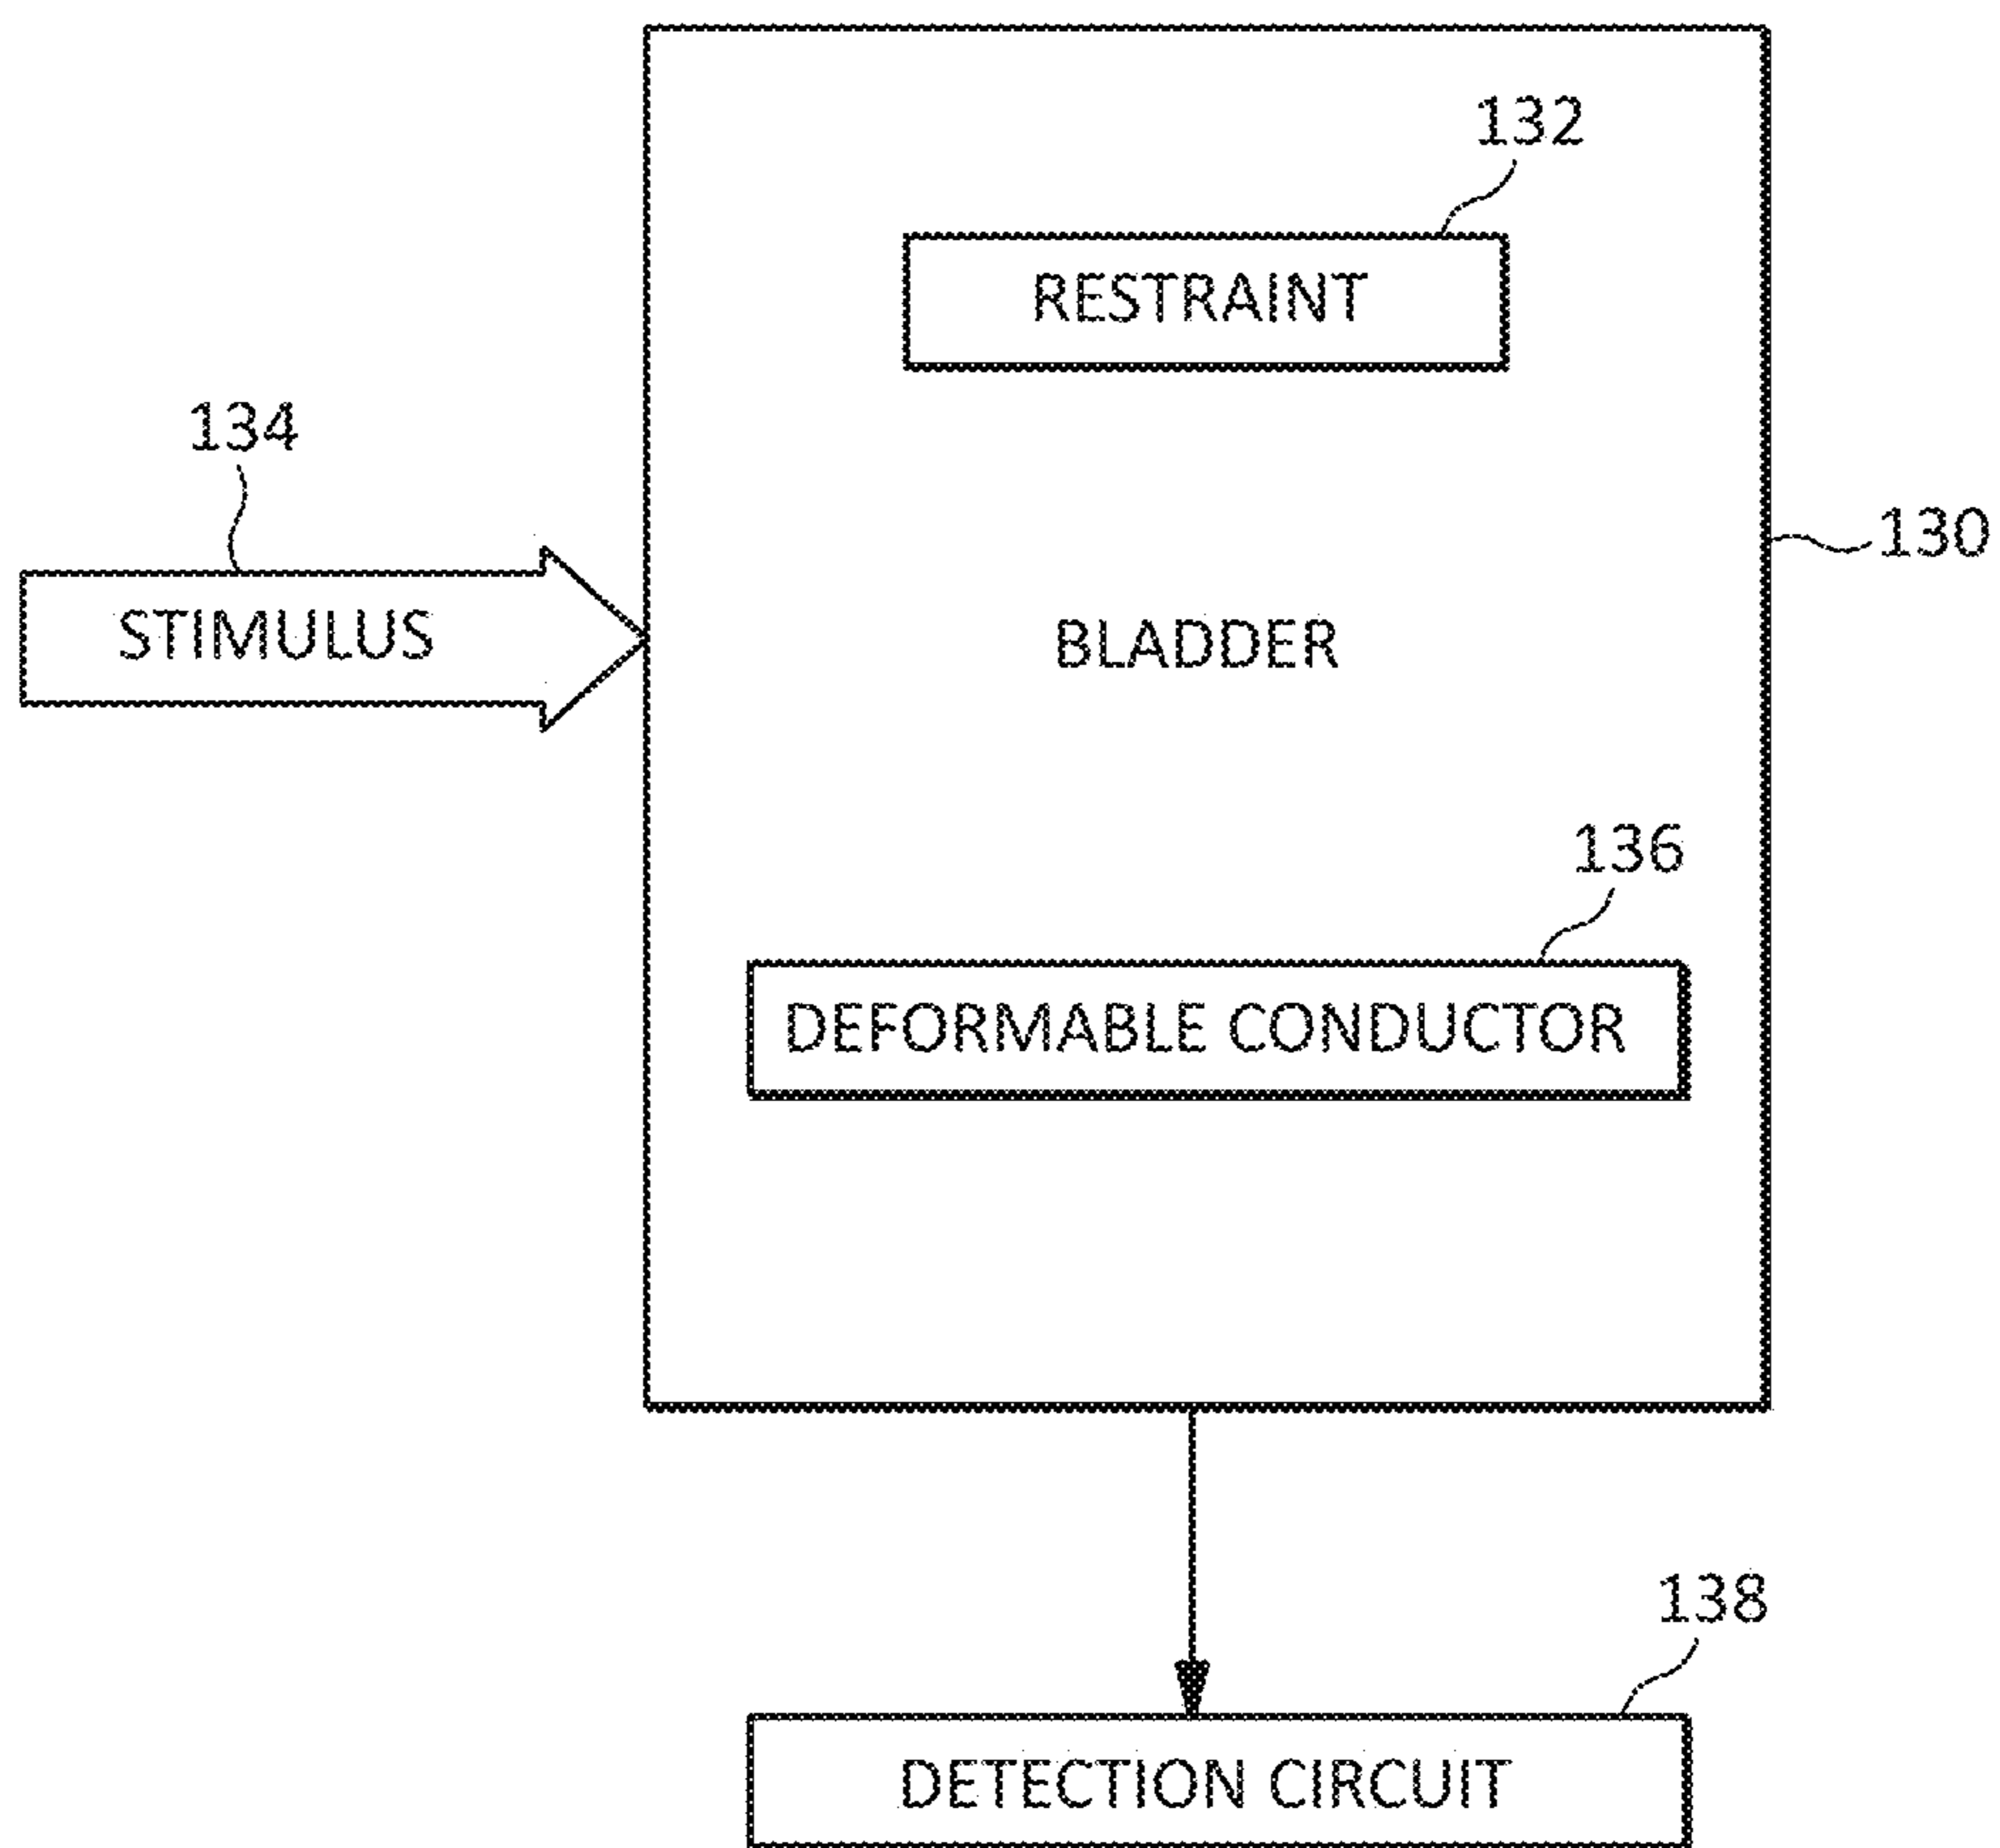 132
RESTRAINT
134
130
STIMULUS
BLADDER
136
DEFORMABLE CONDUCTOR
138
DETECTION CIRCUIT